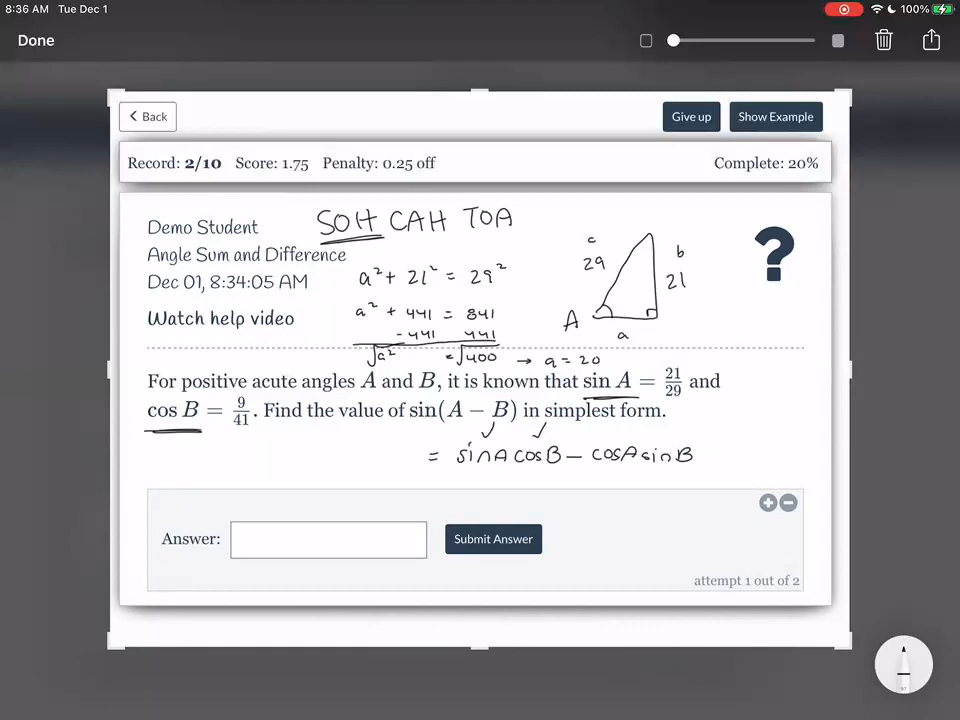 8:36 AM Tue Dec 1 100%
Done
Back Give up Show Example
Record: 2/10 Score: 1.75 Penalty: 0.25 off Complete: 20%
Demo Student
Angle Sum and Difference
Dec 01, 8:34:05 AM
Watch help video
SOH CAH TOA
a² + 21² = 29²
a² + 441 = 841
-441 441
√a² = √400 → a = 20
c
29
b
21
A
a
?
For positive acute angles A and B, it is known that sin A = 21/29 and
cos B = 9/41. Find the value of sin(A − B) in simplest form.
= sinA cosB − cosA sinB
Answer: Submit Answer
attempt 1 out of 2